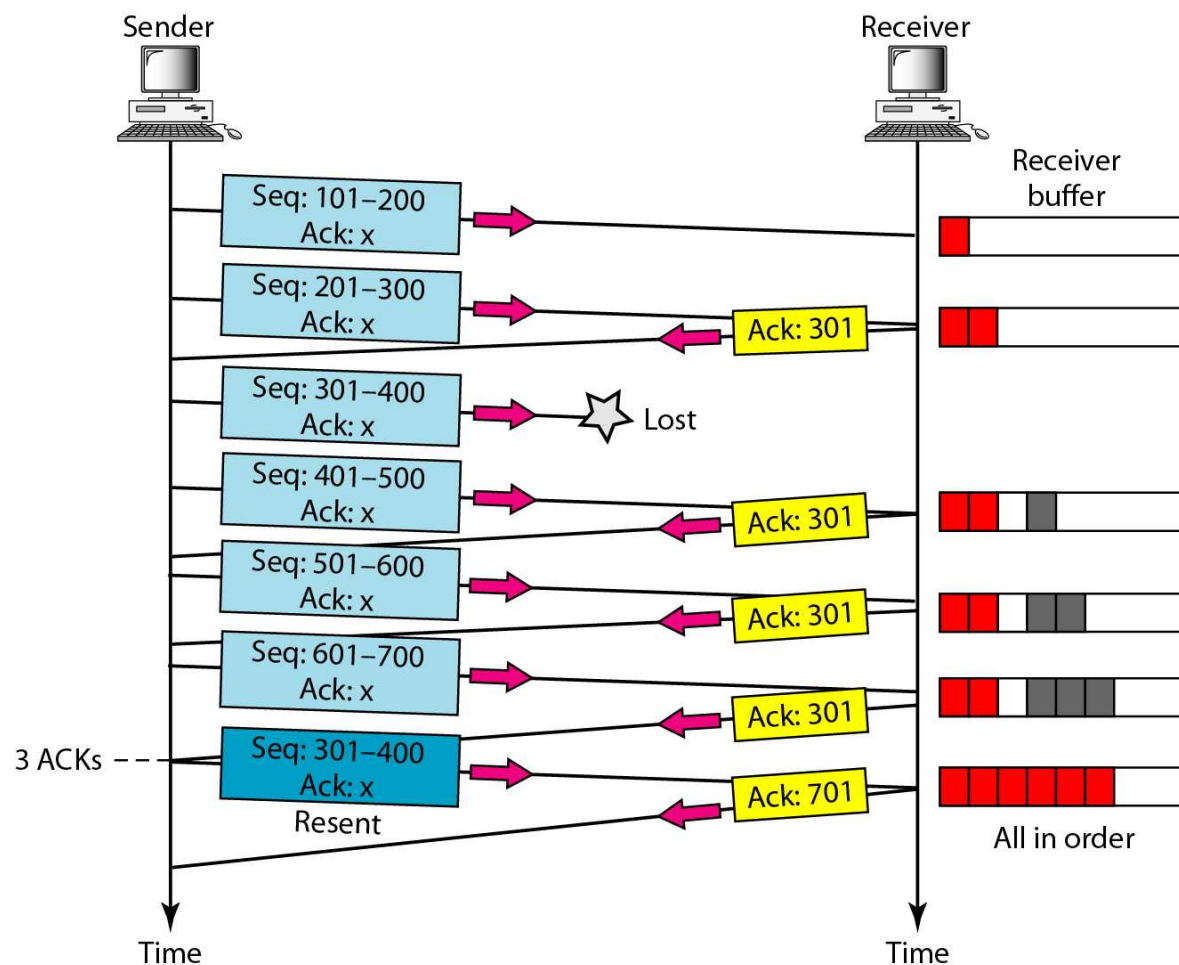 Sender
Receiver
Receiver
buffer
Seq: 101–200
Ack: x
Seq: 201–300
Ack: x
Ack: 301
Seq: 301–400
Ack: x
Lost
Seq: 401–500
Ack: x
Ack: 301
Seq: 501–600
Ack: x
Ack: 301
Seq: 601–700
Ack: x
Ack: 301
3 ACKs
Seq: 301–400
Ack: x
Resent
Ack: 701
All in order
Time
Time